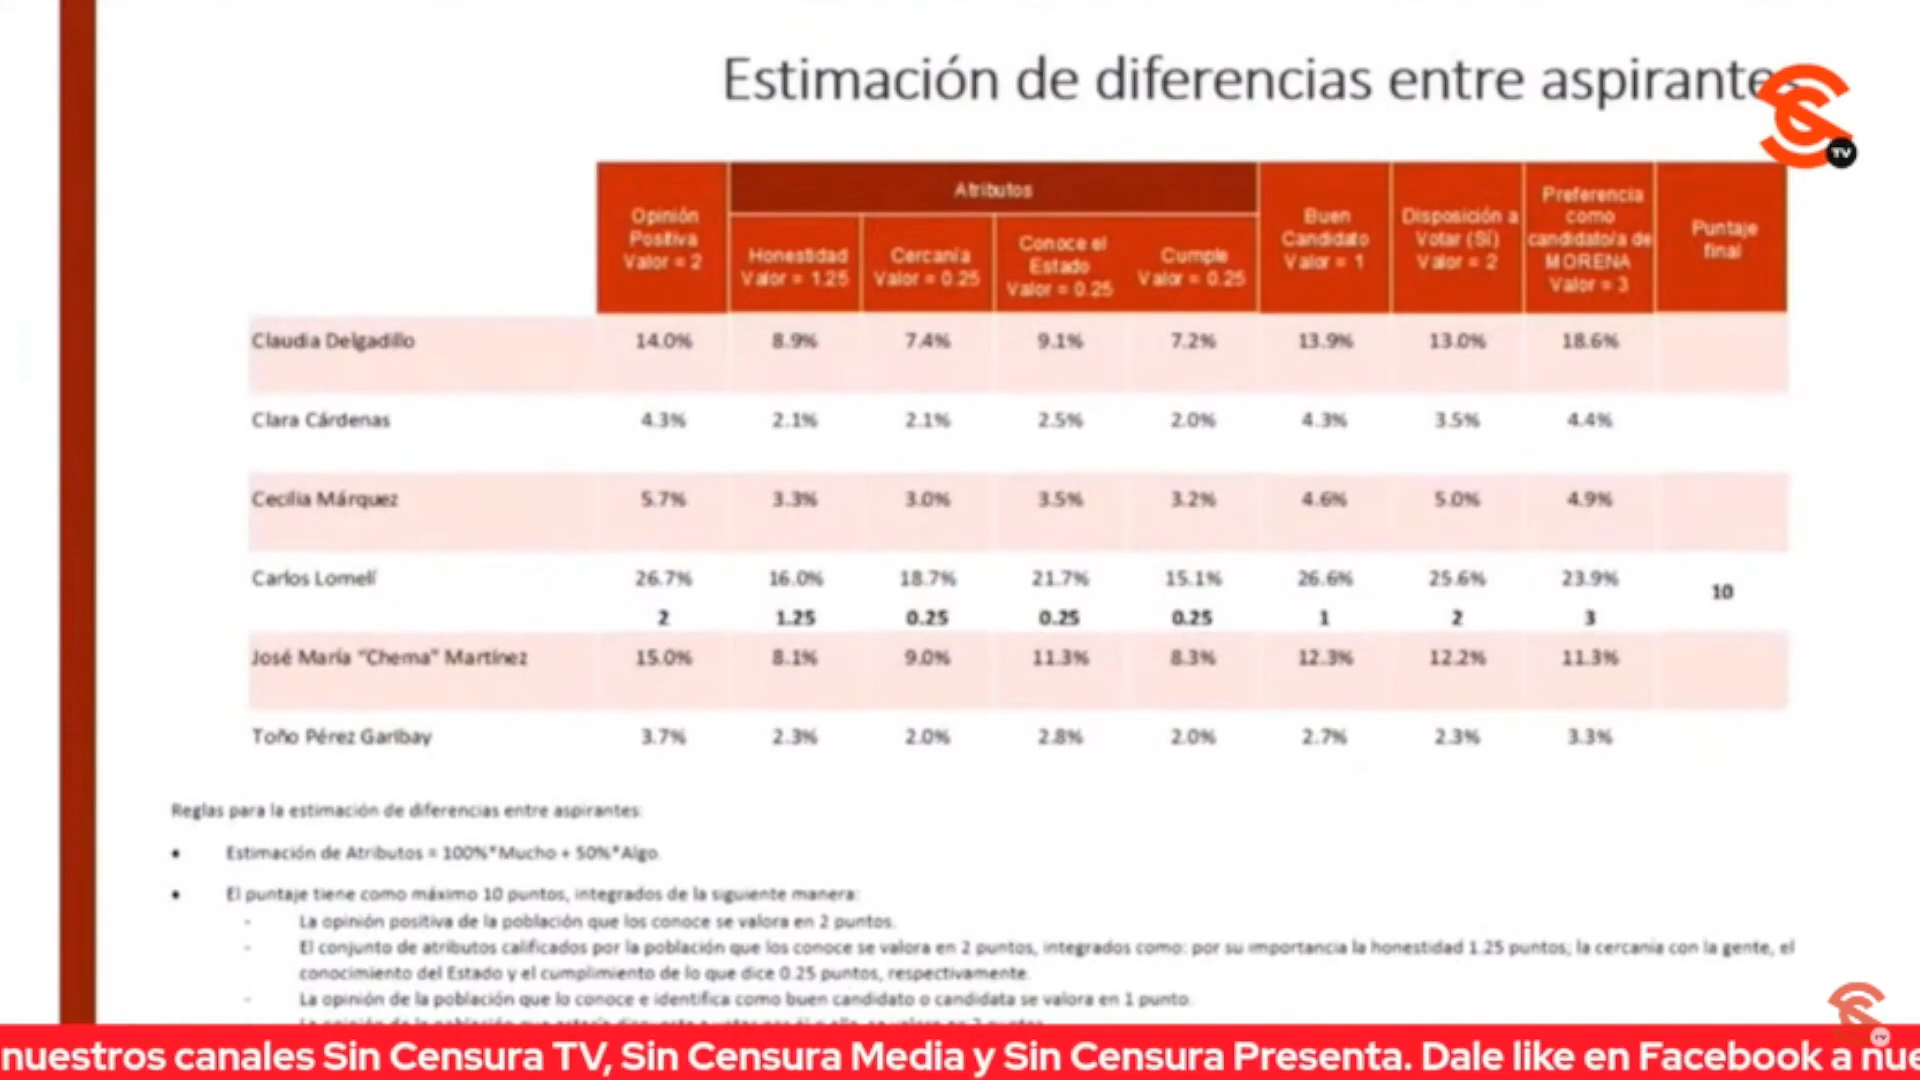 Estimación de diferencias entre aspirantes
TV
Atributos
Opinión Positiva Valor = 2
Honestidad Valor = 1.25
Cercanía Valor = 0.25
Conoce el Estado Valor = 0.25
Cumple Valor = 0.25
Buen Candidato Valor = 1
Disposición a Votar (Sí) Valor = 2
Preferencia como candidato/a de MORENA Valor = 3
Puntaje final
Claudia Delgadillo 14.0% 8.9% 7.4% 9.1% 7.2% 13.9% 13.0% 18.6%
Clara Cárdenas 4.3% 2.1% 2.1% 2.5% 2.0% 4.3% 3.5% 4.4%
Cecilia Márquez 5.7% 3.3% 3.0% 3.5% 3.2% 4.6% 5.0% 4.9%
Carlos Lomelí 26.7% 16.0% 18.7% 21.7% 15.1% 26.6% 25.6% 23.9%
10
2 1.25 0.25 0.25 0.25 1 2 3
José María "Chema" Martínez 15.0% 8.1% 9.0% 11.3% 8.3% 12.3% 12.2% 11.3%
Toño Pérez Garibay 3.7% 2.3% 2.0% 2.8% 2.0% 2.7% 2.3% 3.3%
Reglas para la estimación de diferencias entre aspirantes:
• Estimación de Atributos = 100%*Mucho + 50%*Algo.
• El puntaje tiene como máximo 10 puntos, integrados de la siguiente manera:
- La opinión positiva de la población que los conoce se valora en 2 puntos.
- El conjunto de atributos calificados por la población que los conoce se valora en 2 puntos, integrados como: por su importancia la honestidad 1.25 puntos; la cercanía con la gente, el
conocimiento del Estado y el cumplimiento de lo que dice 0.25 puntos, respectivamente.
- La opinión de la población que lo conoce e identifica como buen candidato o candidata se valora en 1 punto.
TV
nuestros canales Sin Censura TV, Sin Censura Media y Sin Censura Presenta. Dale like en Facebook a nue